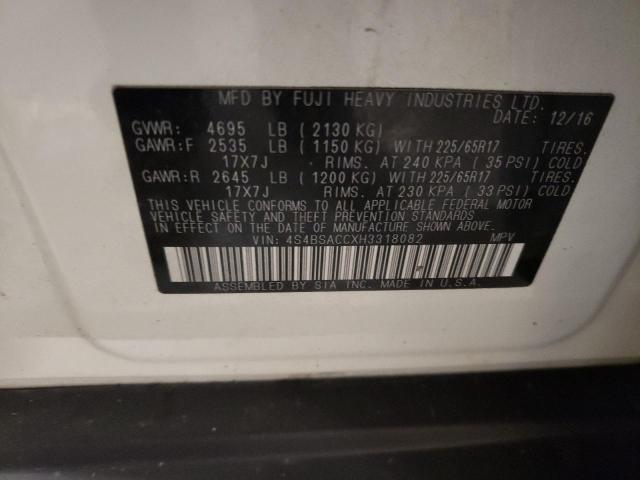 MFD BY FUJI HEAVY INDUSTRIES LTD.
DATE: 12/16
GVWR: 4695 LB ( 2130 KG)
GAWR:F 2535 LB ( 1150 KG) WITH 225/65R17 TIRES.
17X7J RIMS. AT 240 KPA ( 35 PSI) COLD
GAWR:R 2645 LB ( 1200 KG) WITH 225/65R17 TIRES.
17X7J RIMS. AT 230 KPA ( 33 PSI) COLD
THIS VEHICLE CONFORMS TO ALL APPLICABLE FEDERAL MOTOR
VEHICLE SAFETY AND THEFT PREVENTION STANDARDS
IN EFFECT ON THE DATE OF MANUFACTURE SHOWN ABOVE.
VIN: 4S4BSACCXH3318082 MPV
ASSEMBLED BY SIA INC. MADE IN U.S.A.